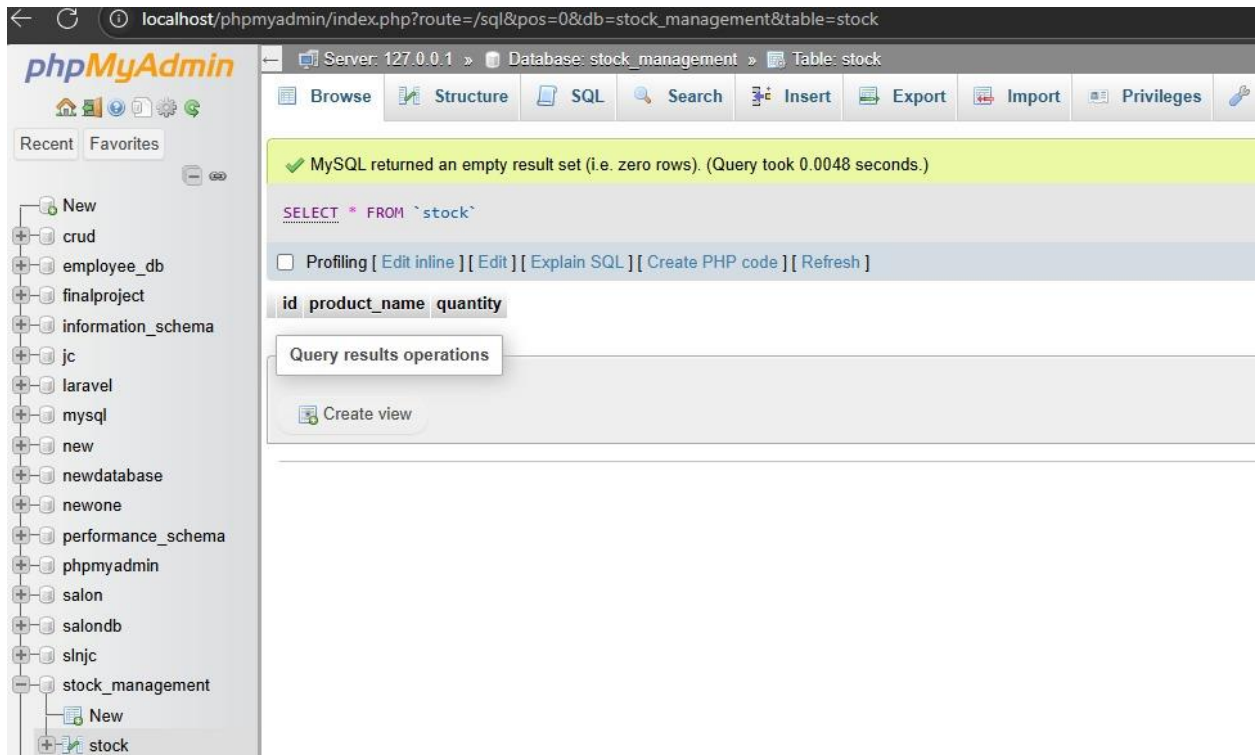 localhost/phpmyadmin/index.php?route=/sql&pos=0&db=stock_management&table=stock
phpMyAdmin
Recent Favorites
New
crud
employee_db
finalproject
information_schema
jc
laravel
mysql
new
newdatabase
newone
performance_schema
phpmyadmin
salon
salondb
slnjc
stock_management
New
stock
Server: 127.0.0.1 » Database: stock_management » Table: stock
Browse Structure SQL Search Insert Export Import Privileges
MySQL returned an empty result set (i.e. zero rows). (Query took 0.0048 seconds.)
SELECT * FROM `stock`
Profiling [ Edit inline ] [ Edit ] [ Explain SQL ] [ Create PHP code ] [ Refresh ]
id product_name quantity
Query results operations
Create view